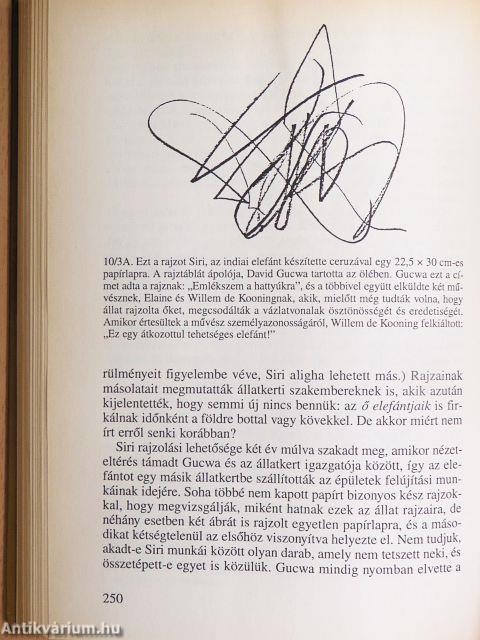 10/3A. Ezt a rajzot Siri, az indiai elefánt készítette ceruzával egy 22,5 × 30 cm-es
papírlapra. A rajztáblát ápolója, David Gucwa tartotta az ölében. Gucwa ezt a cí-
met adta a rajznak: „Emlékszem a hattyúkra”, és a többivel együtt elküldte két mű-
vésznek, Elaine és Willem de Kooningnak, akik, mielőtt még tudták volna, hogy
állat rajzolta őket, megcsodálták a vázlatvonalak ösztönösségét és eredetiségét.
Amikor értesültek a művész személyazonosságáról, Willem de Kooning felkiáltott:
„Ez egy átkozottul tehetséges elefánt!”
rülményeit figyelembe véve, Siri aligha lehetett más.) Rajzainak
másolatait megmutatták állatkerti szakembereknek is, akik azután
kijelentették, hogy semmi új nincs bennük: az ő elefántjaik is fir-
kálnak időnként a földre bottal vagy kövekkel. De akkor miért nem
írt erről senki korábban?
Siri rajzolási lehetősége két év múlva szakadt meg, amikor nézet-
eltérés támadt Gucwa és az állatkert igazgatója között, így az ele-
fántot egy másik állatkertbe szállították az épületek felújítási mun-
káinak idejére. Soha többé nem kapott papírt bizonyos kész rajzok-
kal, hogy megvizsgálják, miként hatnak ezek az állat rajzaira, de
néhány esetben két ábrát is rajzolt egyetlen papírlapra, és a máso-
dikat kétségtelenül az elsőhöz viszonyítva helyezte el. Nem tudjuk,
akadt-e Siri munkái között olyan darab, amely nem tetszett neki, és
összetépett-e egyet is közülük. Gucwa mindig nyomban elvette a
250
Antikvárium.hu